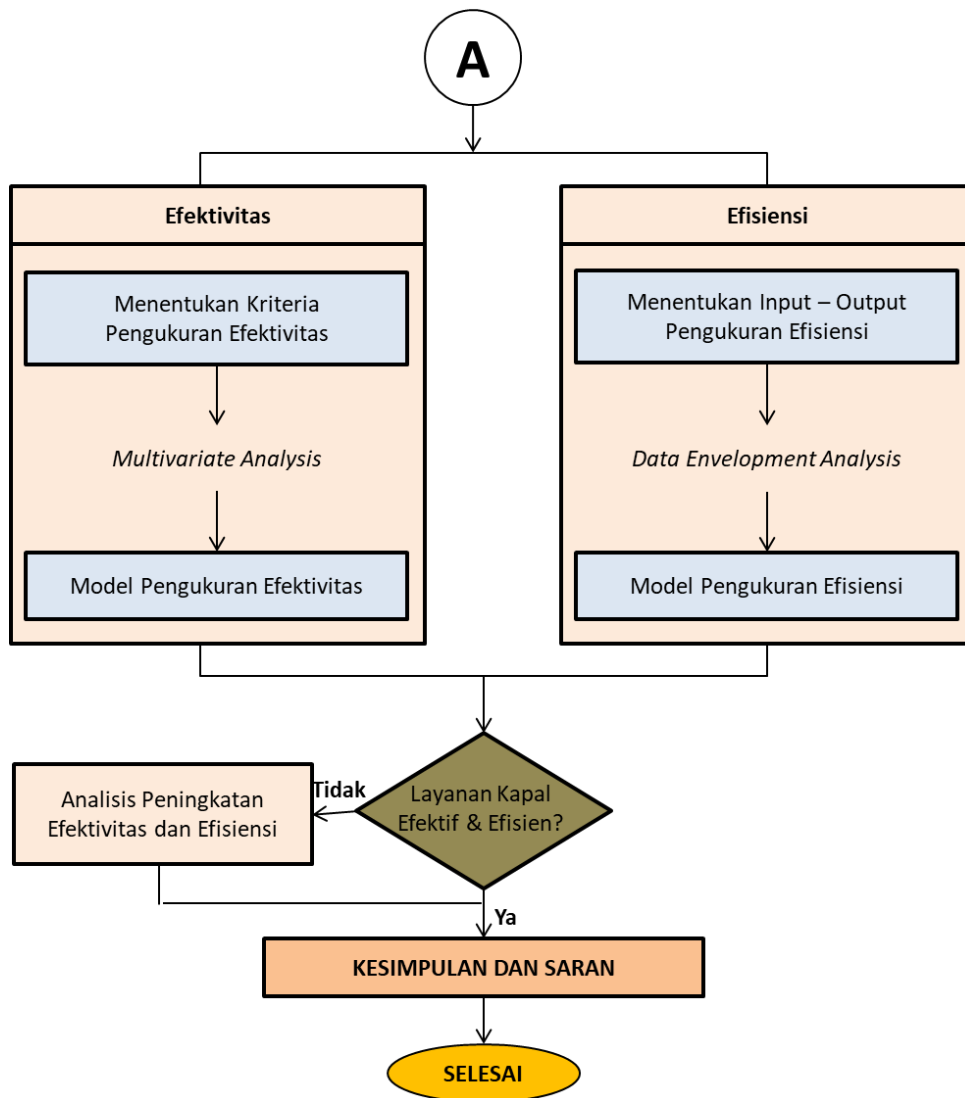 A
Efektivitas
Menentukan Kriteria
Pengukuran Efektivitas
Multivariate Analysis
Model Pengukuran Efektivitas
Efisiensi
Menentukan Input – Output
Pengukuran Efisiensi
Data Envelopment Analysis
Model Pengukuran Efisiensi
Layanan Kapal
Efektif & Efisien?
Tidak
Analisis Peningkatan
Efektivitas dan Efisiensi
Ya
KESIMPULAN DAN SARAN
SELESAI